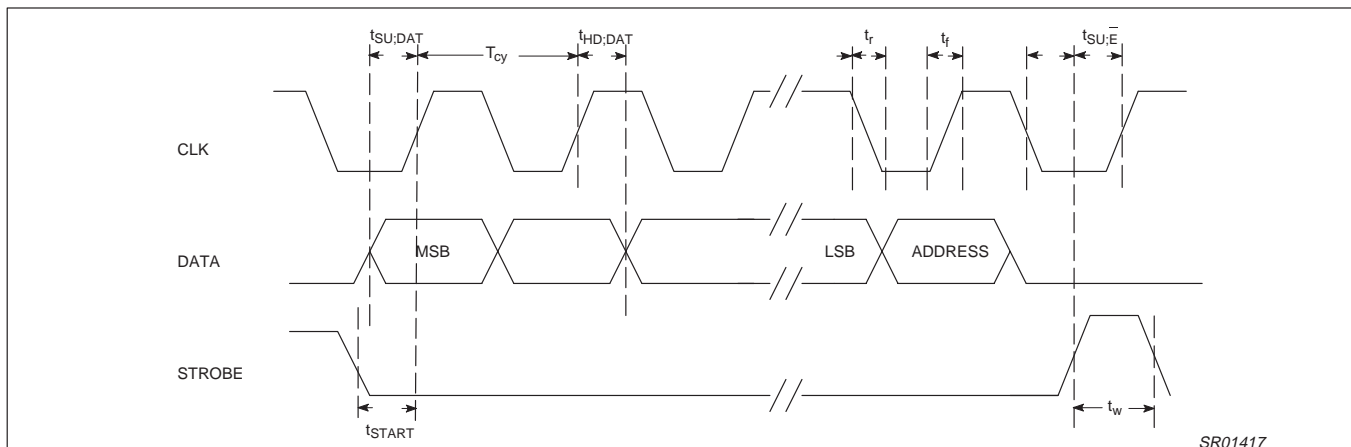 tSU;DAT Tcy tHD;DAT tr tf tSU;E̅
CLK
DATA MSB LSB ADDRESS
STROBE
tSTART tw
SR01417